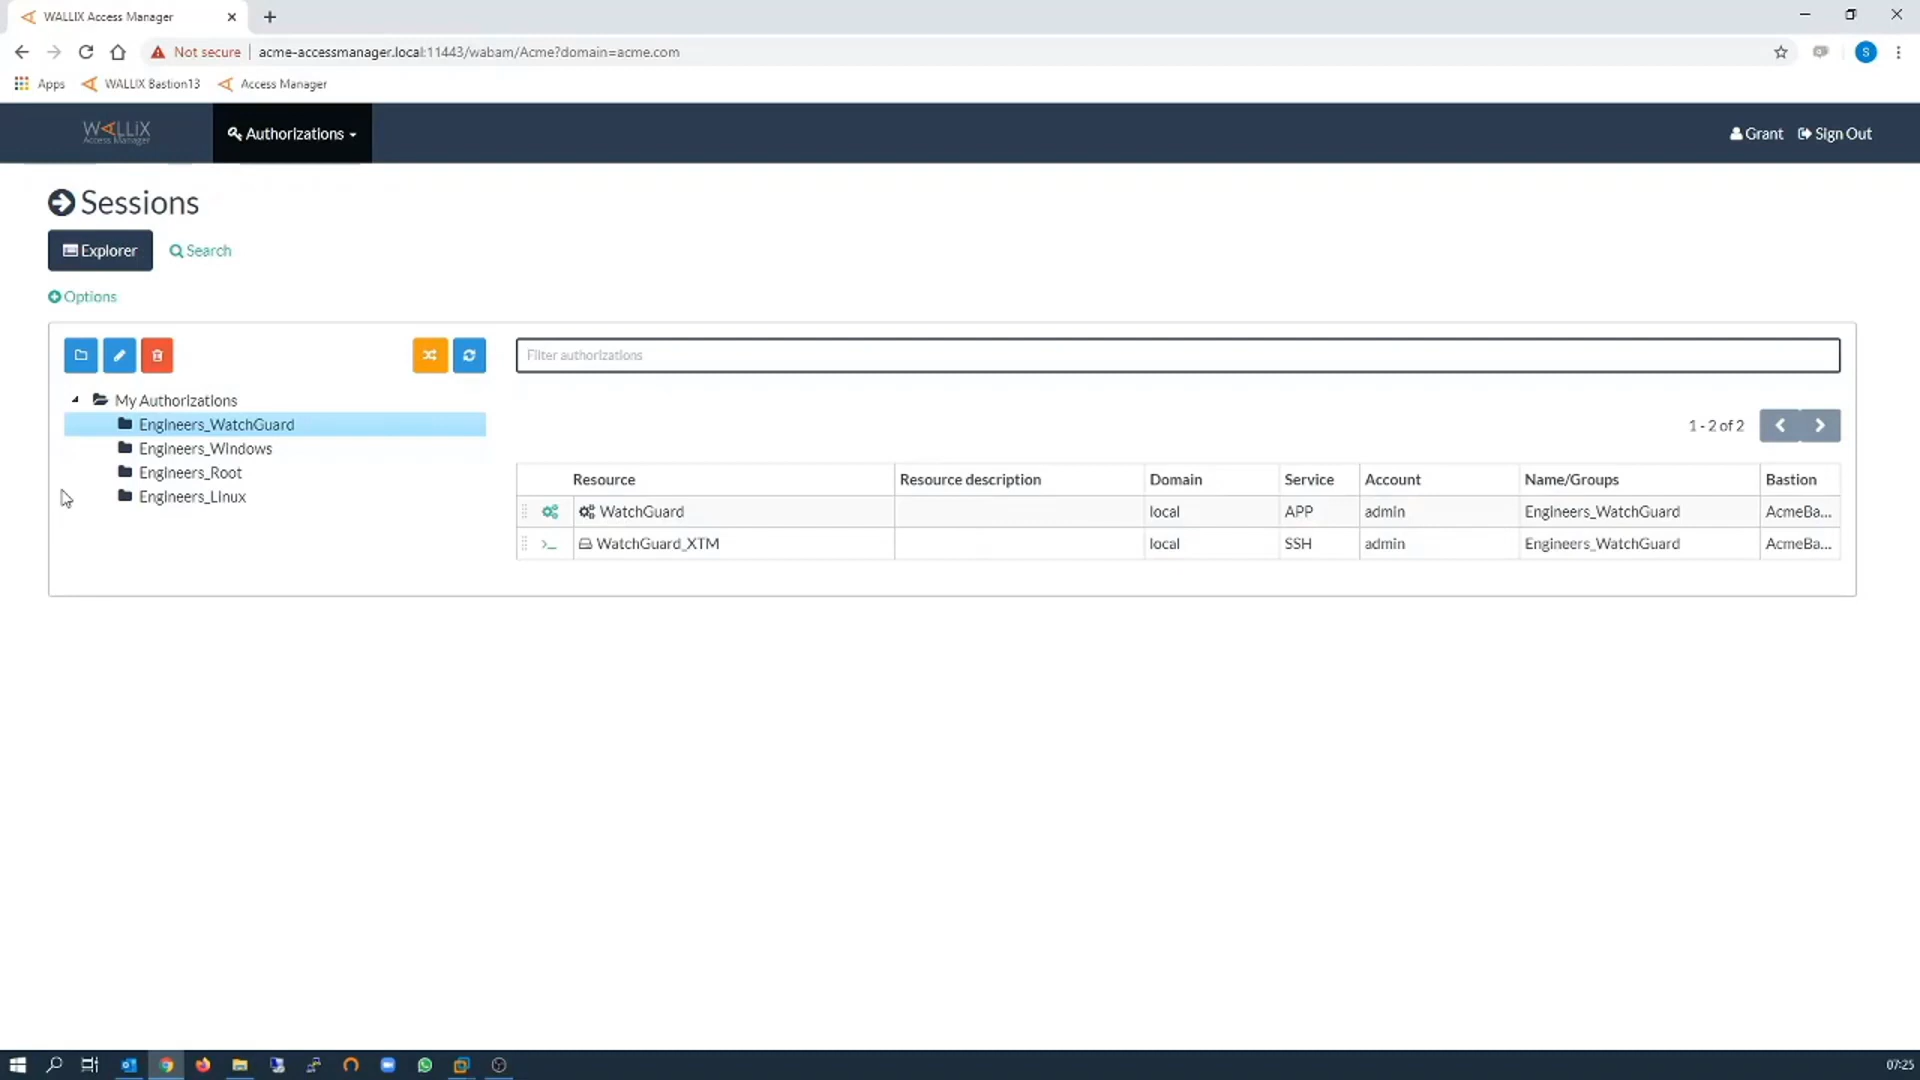 WALLIX Access Manager
Not secure
acme-accessmanager.local:11443/wabam/Acme?domain=acme.com
S
Apps
WALLIX Bastion13
Access Manager
WALLIX
Access Manager
Authorizations
Grant
Sign Out
Sessions
Explorer
Search
Options
Filter authorizations
My Authorizations
Engineers_WatchGuard
Engineers_Windows
Engineers_Root
Engineers_Linux
1 - 2 of 2
Resource Resource description Domain Service Account Name/Groups Bastion
WatchGuard local APP admin Engineers_WatchGuard AcmeBa...
WatchGuard_XTM local SSH admin Engineers_WatchGuard AcmeBa...
07:25